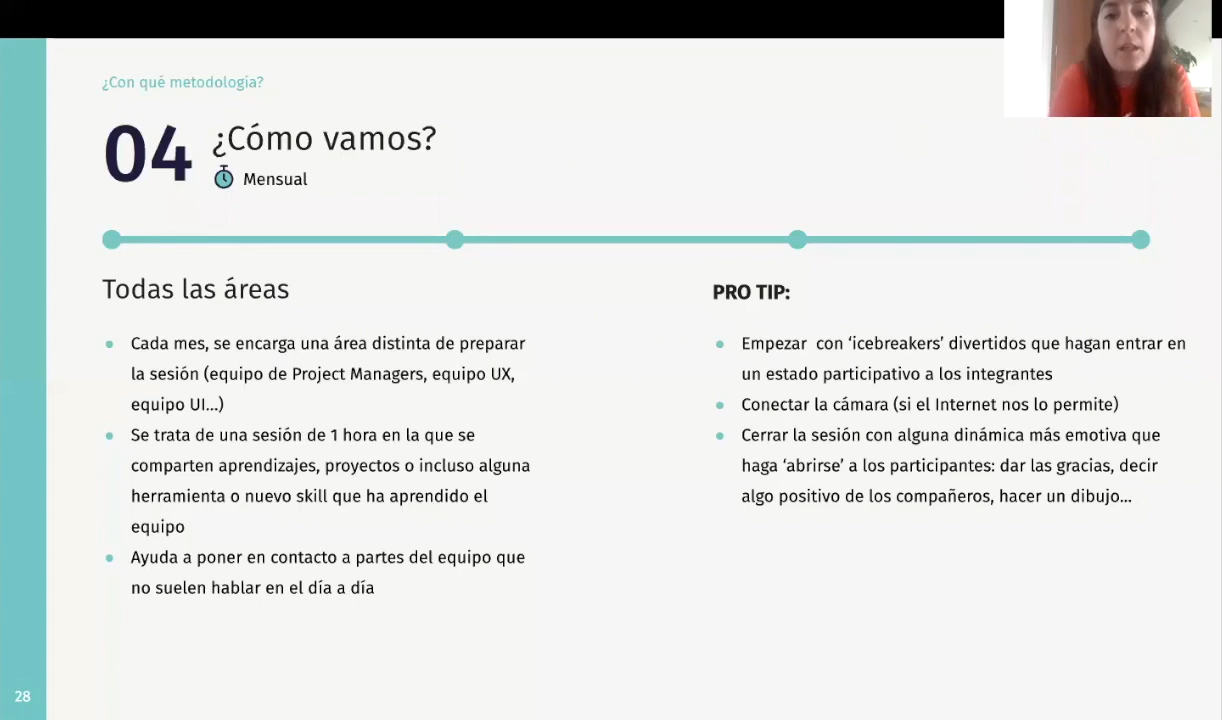 ¿Con qué metodología?
04
¿Cómo vamos?
Mensual
Todas las áreas
Cada mes, se encarga una área distinta de preparar
la sesión (equipo de Project Managers, equipo UX,
equipo UI...)
Se trata de una sesión de 1 hora en la que se
comparten aprendizajes, proyectos o incluso alguna
herramienta o nuevo skill que ha aprendido el
equipo
Ayuda a poner en contacto a partes del equipo que
no suelen hablar en el día a día
PRO TIP:
Empezar con ‘icebreakers’ divertidos que hagan entrar en
un estado participativo a los integrantes
Conectar la cámara (si el Internet nos lo permite)
Cerrar la sesión con alguna dinámica más emotiva que
haga ‘abrirse’ a los participantes: dar las gracias, decir
algo positivo de los compañeros, hacer un dibujo...
28